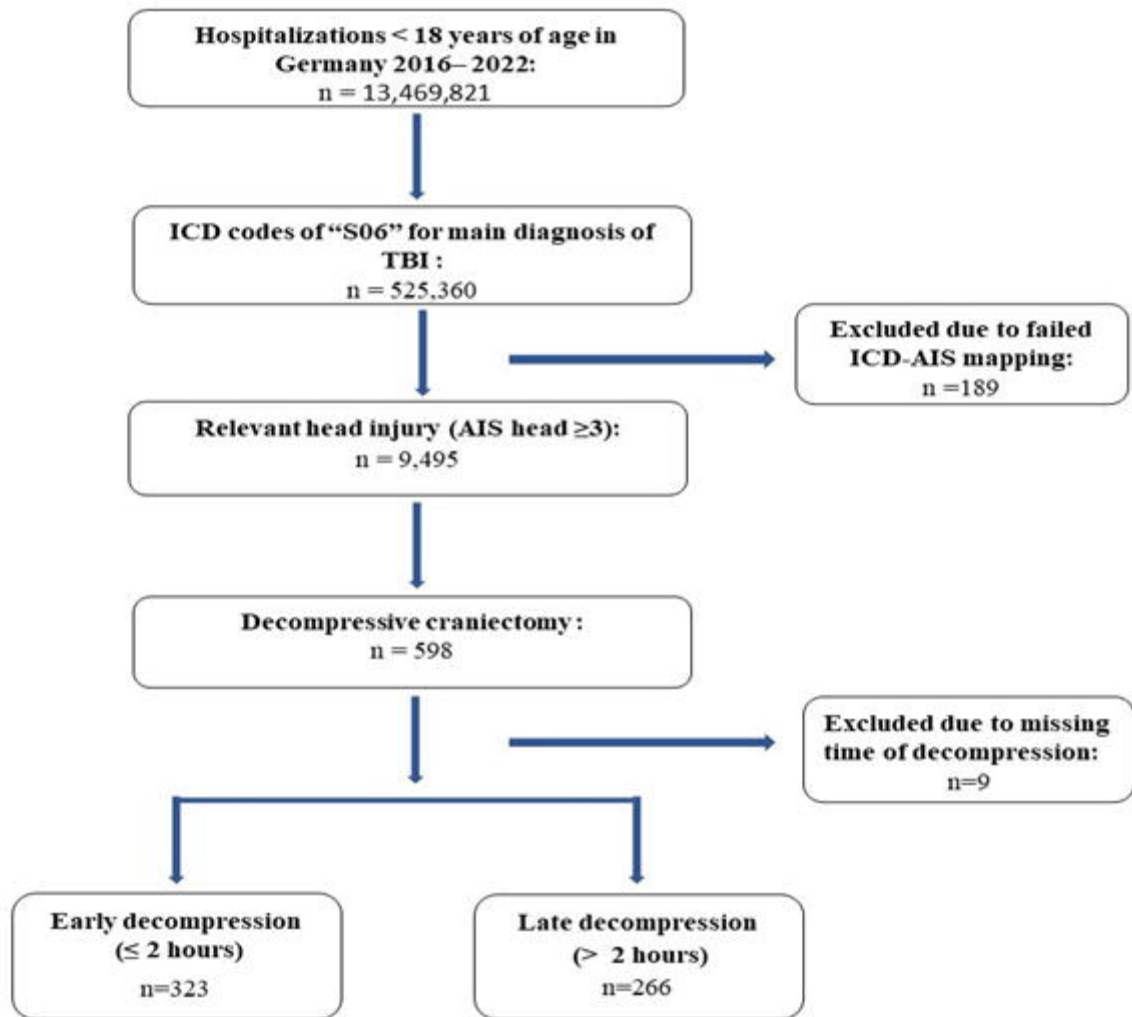 Hospitalizations < 18 years of age in
Germany 2016– 2022:
n = 13,469,821
ICD codes of “S06” for main diagnosis of
TBI :
n = 525,360
Excluded due to failed
ICD-AIS mapping:
n =189
Relevant head injury (AIS head ≥3):
n = 9,495
Decompressive craniectomy :
n = 598
Excluded due to missing
time of decompression:
n=9
Early decompression
(≤ 2 hours)
n=323
Late decompression
(> 2 hours)
n=266